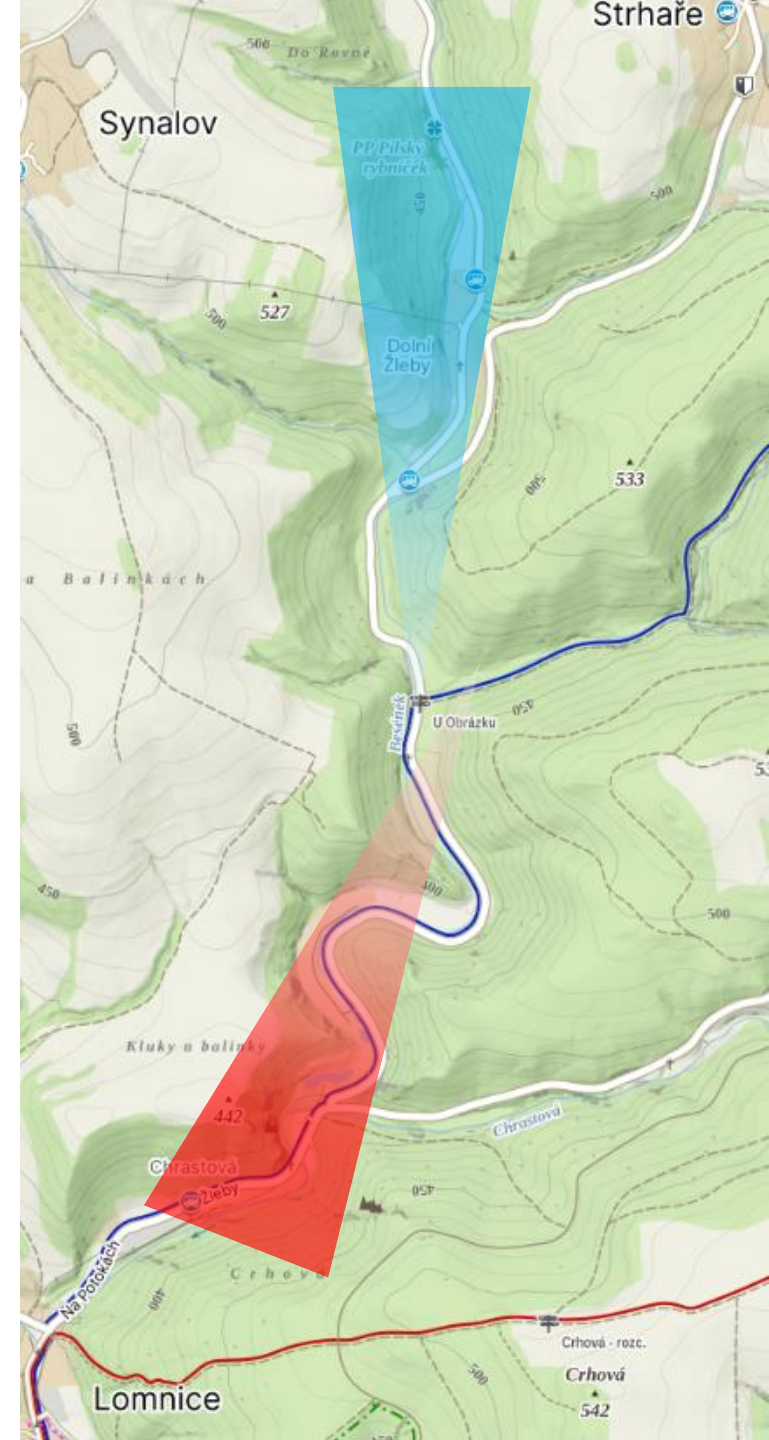 Strhaře
500
Do Rovně
Synalov
PP Pilský
rybníček
450
500
527
500
Dolní
Žleby
533
500
a Balinkách
450
U Obrázku
Besének
500
53
400
450
500
Kluky a balinky
442
Chrastová
Chrastová
Žleby
450
Crhova
Na Potokách
400
Crhová - rozc.
Crhová
500
542
Lomnice
450